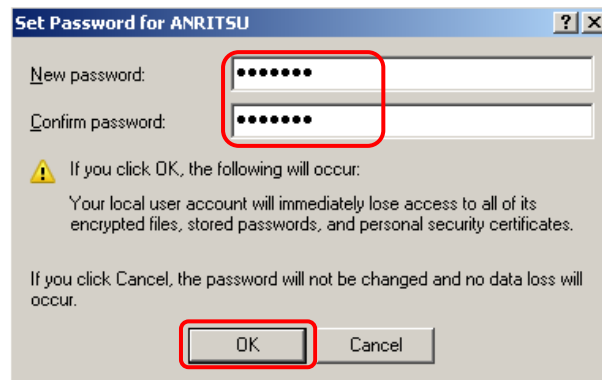 Set Password for ANRITSU
New password:
•••••••
Confirm password:
•••••••
If you click OK, the following will occur:
Your local user account will immediately lose access to all of its
encrypted files, stored passwords, and personal security certificates.
If you click Cancel, the password will not be changed and no data loss will
occur.
OK Cancel